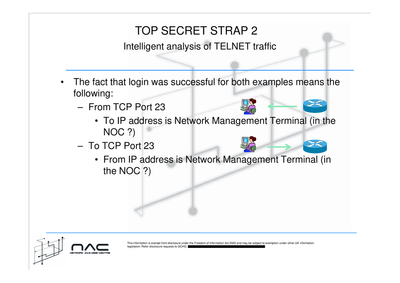 TOP SECRET STRAP 2
Intelligent analysis of TELNET traffic
• The fact that login was successful for both examples means the
following:
– From TCP Port 23
• To IP address is Network Management Terminal (in the
NOC ?)
– To TCP Port 23
• From IP address is Network Management Terminal (in
the NOC ?)
NAC
NETWORK ANALYSIS CENTRE
This information is exempt from disclosure under the Freedom of Information Act 2000 and may be subject to exemption under other UK information
legislation. Refer disclosure requests to GCHQ